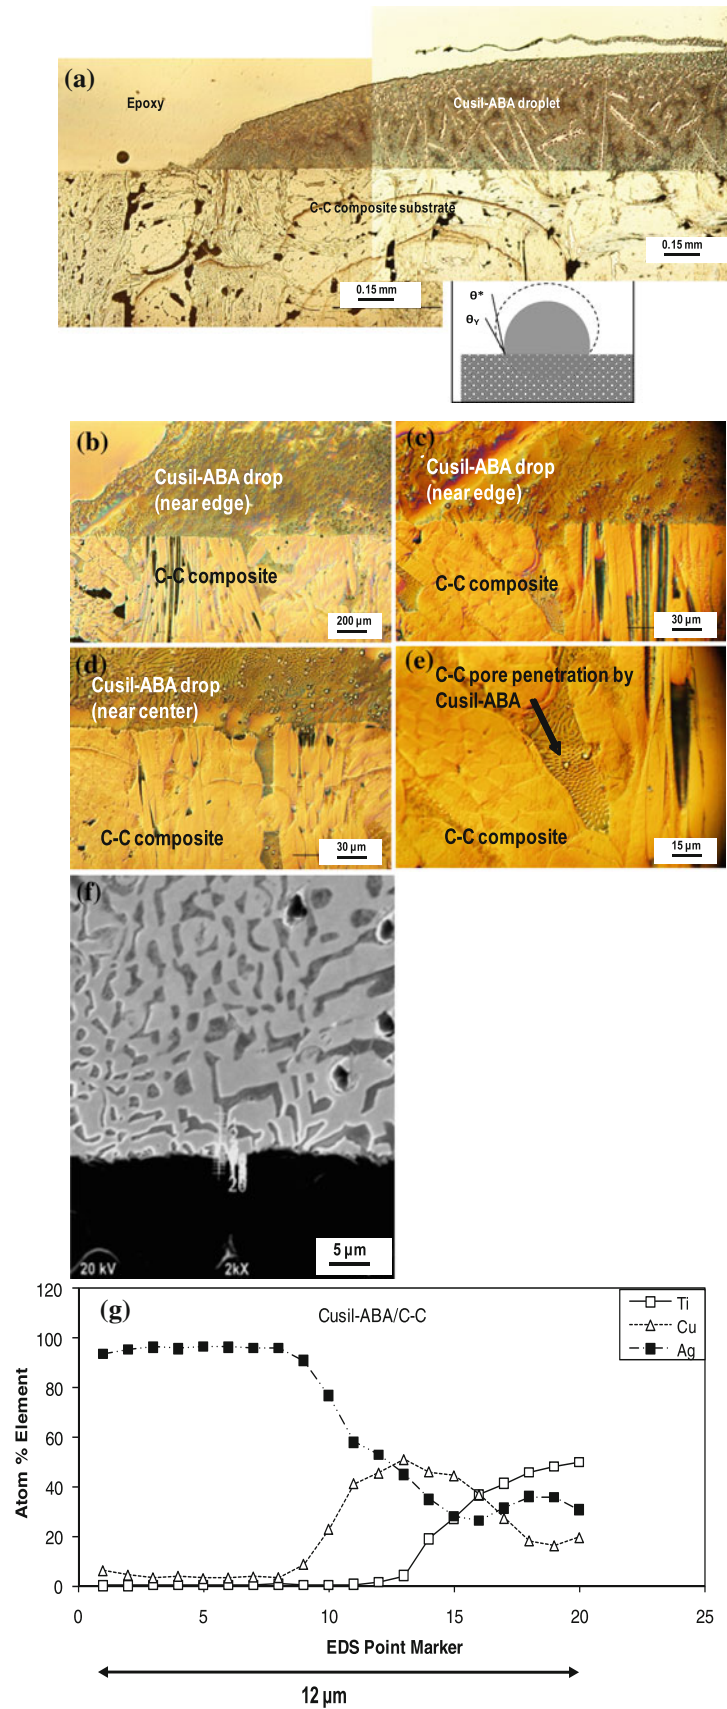 (a)
Epoxy
Cusil-ABA droplet
C-C composite substrate
0.15 mm
0.15 mm
θ*
θY
(b)
Cusil-ABA drop
(near edge)
C-C composite
200 µm
(c)
Cusil-ABA drop
(near edge)
C-C composite
30 µm
(d)
Cusil-ABA drop
(near center)
C-C composite
30 µm
(e)
C-C pore penetration by
Cusil-ABA
C-C composite
15 µm
(f)
20 kV
2kX
5 µm
(g)
Cusil-ABA/C-C
Ti
Cu
Ag
Atom % Element
120
100
80
60
40
20
0
0 5 10 15 20 25
EDS Point Marker
12 µm